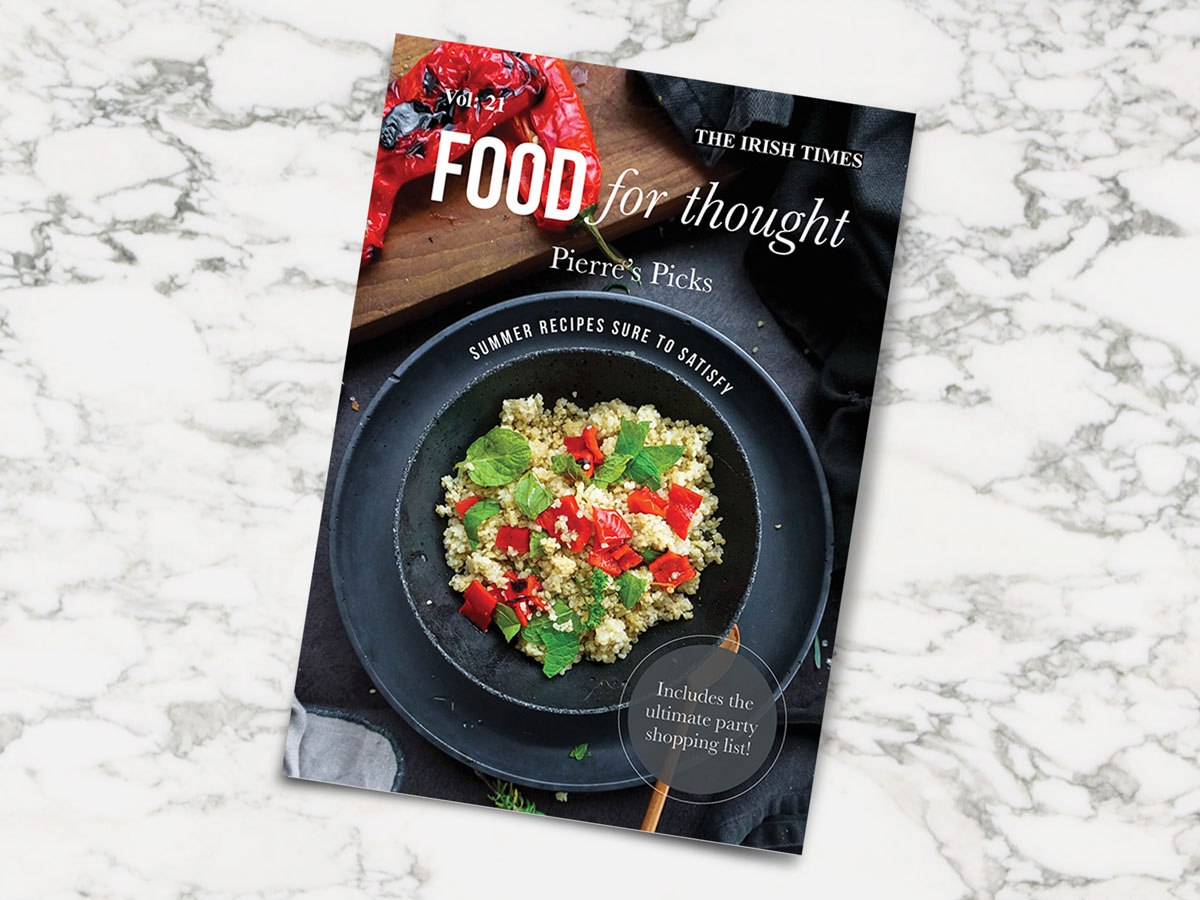 Vol: 21
THE IRISH TIMES
FOOD for thought
Pierre's Picks
SUMMER RECIPES SURE TO SATISFY
Includes the
ultimate party
shopping list!